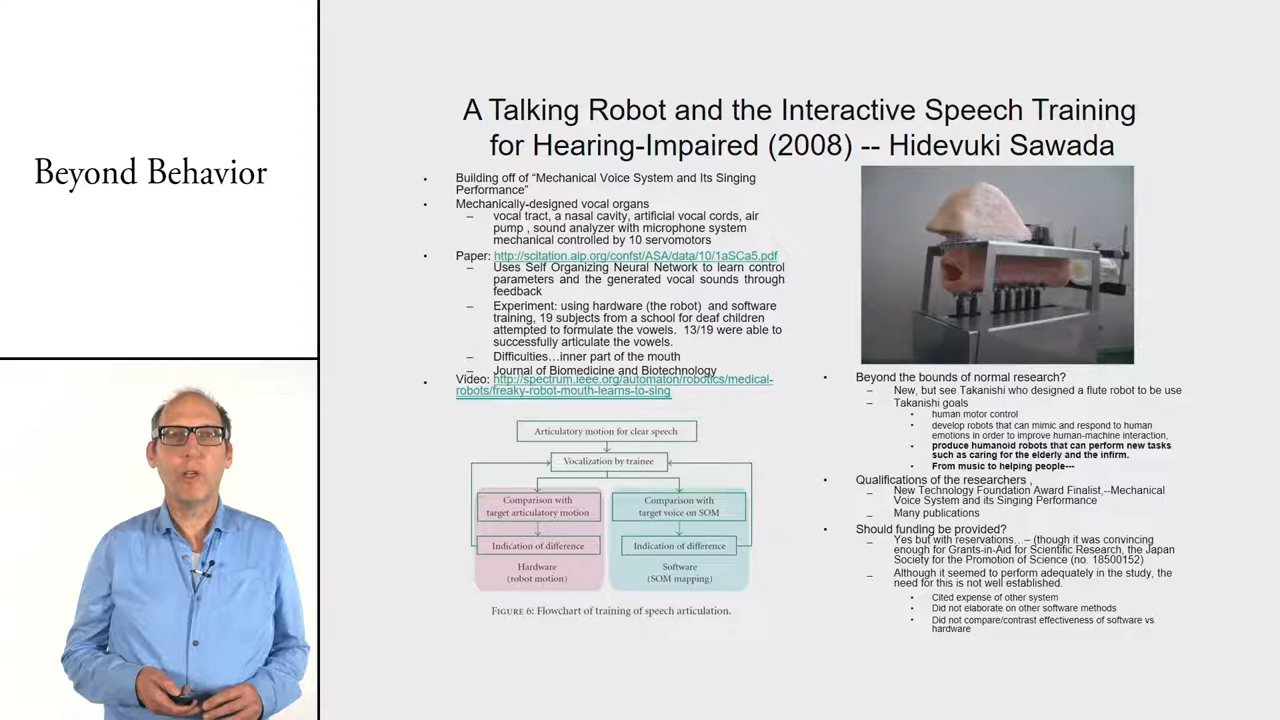 Beyond Behavior
A Talking Robot and the Interactive Speech Training
for Hearing-Impaired (2008) -- Hidevuki Sawada
• Building off of “Mechanical Voice System and Its Singing
Performance”
• Mechanically-designed vocal organs
– vocal tract, a nasal cavity, artificial vocal cords, air
pump , sound analyzer with microphone system
mechanical controlled by 10 servomotors
• Paper: http://scitation.aip.org/confst/ASA/data/10/1aSCa5.pdf
– Uses Self Organizing Neural Network to learn control
parameters and the generated vocal sounds through
feedback
– Experiment: using hardware (the robot) and software
training, 19 subjects from a school for deaf children
attempted to formulate the vowels. 13/19 were able to
successfully articulate the vowels.
– Difficulties…inner part of the mouth
– Journal of Biomedicine and Biotechnology
• Video: http://spectrum.ieee.org/automaton/robotics/medical-
robots/freaky-robot-mouth-learns-to-sing
Articulatory motion for clear speech
Vocalization by trainee
Comparison with
target articulatory motion
Comparison with
target voice on SOM
Indication of difference
Indication of difference
Hardware
(robot motion)
Software
(SOM mapping)
FIGURE 6: Flowchart of training of speech articulation.
• Beyond the bounds of normal research?
– New, but see Takanishi who designed a flute robot to be use
– Takanishi goals
• human motor control
• develop robots that can mimic and respond to human
emotions in order to improve human-machine interaction,
• produce humanoid robots that can perform new tasks
such as caring for the elderly and the infirm.
• From music to helping people---
• Qualifications of the researchers ,
– New Technology Foundation Award Finalist,--Mechanical
Voice System and its Singing Performance
– Many publications
• Should funding be provided?
– Yes but with reservations…– (though it was convincing
enough for Grants-in-Aid for Scientific Research, the Japan
Society for the Promotion of Science (no. 18500152)
– Although it seemed to perform adequately in the study, the
need for this is not well established.
• Cited expense of other system
• Did not elaborate on other software methods
• Did not compare/contrast effectiveness of software vs
hardware